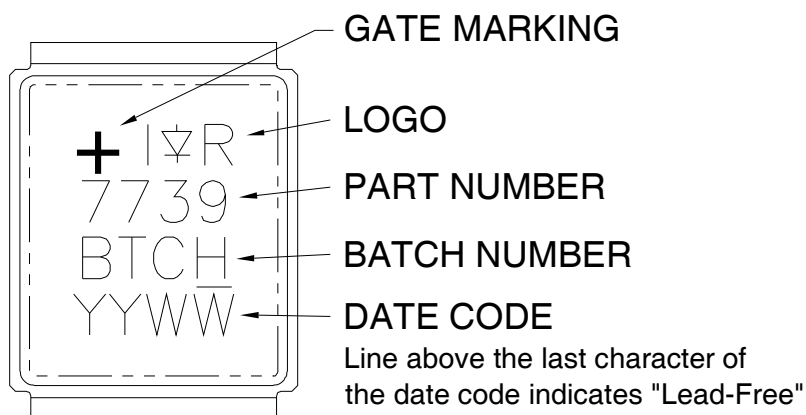 GATE MARKING
+ I R LOGO
7739 PART NUMBER
BTCH BATCH NUMBER
YYWW̅ DATE CODE
Line above the last character of
the date code indicates "Lead-Free"